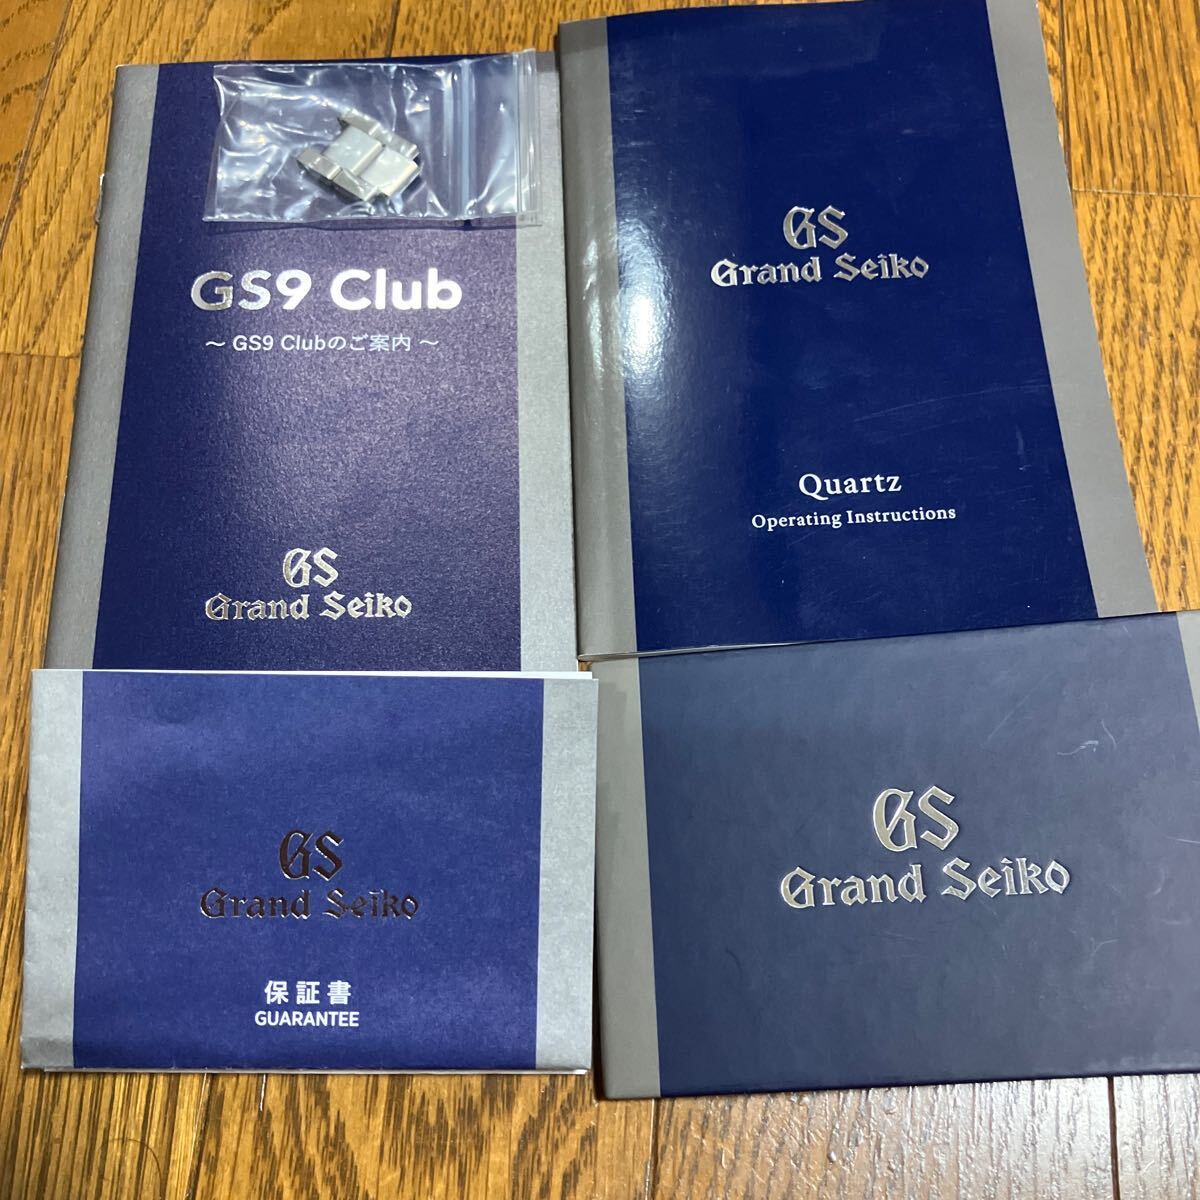 GS9 Club
～ GS9 Clubのご案内 ～
GS
Grand Seiko
GS
Grand Seiko
Quartz
Operating Instructions
GS
Grand Seiko
保証書
GUARANTEE
GS
Grand Seiko